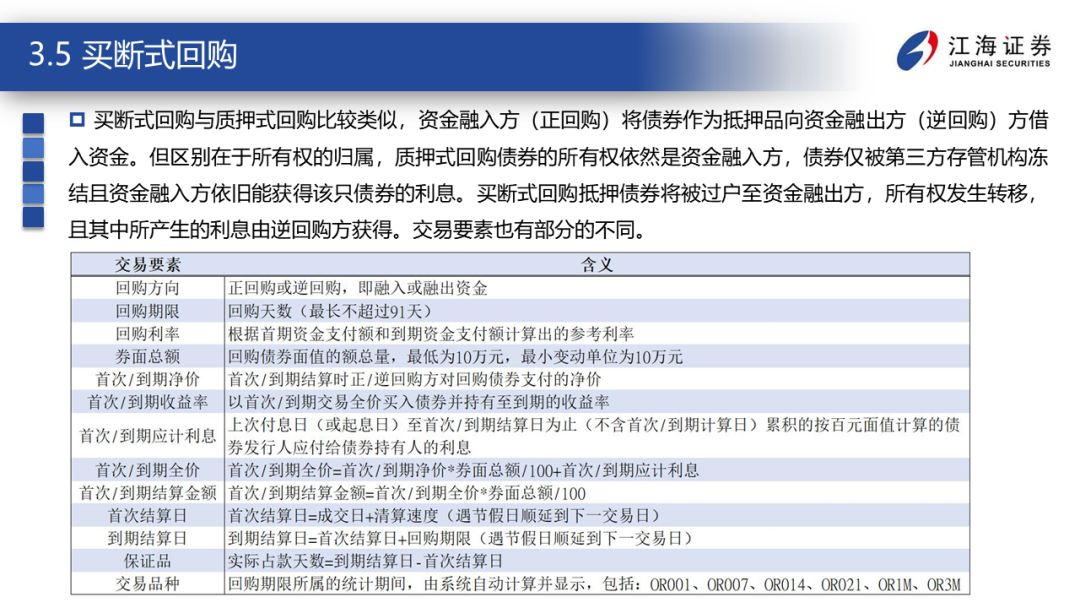 3.5 买断式回购
江海证券
JIANGHAI SECURITIES
买断式回购与质押式回购比较类似，资金融入方（正回购）将债券作为抵押品向资金融出方（逆回购）方借
入资金。但区别在于所有权的归属，质押式回购债券的所有权依然是资金融入方，债券仅被第三方存管机构冻
结且资金融入方依旧能获得该只债券的利息。买断式回购抵押债券将被过户至资金融出方，所有权发生转移，
且其中所产生的利息由逆回购方获得。交易要素也有部分的不同。
交易要素 含义
回购方向 正回购或逆回购，即融入或融出资金
回购期限 回购天数（最长不超过91天）
回购利率 根据首期资金支付额和到期资金支付额计算出的参考利率
券面总额 回购债券面值的额总量，最低为10万元，最小变动单位为10万元
首次/到期净价 首次/到期结算时正/逆回购方对回购债券支付的净价
首次/到期收益率 以首次/到期交易全价买入债券并持有至到期的收益率
首次/到期应计利息 上次付息日（或起息日）至首次/到期结算日为止（不含首次/到期计算日）累积的按百元面值计算的债
券发行人应付给债券持有人的利息
首次/到期全价 首次/到期全价=首次/到期净价*券面总额/100+首次/到期应计利息
首次/到期结算金额 首次/到期结算金额=首次/到期全价*券面总额/100
首次结算日 首次结算日=成交日+清算速度（遇节假日顺延到下一交易日）
到期结算日 到期结算日=首次结算日+回购期限（遇节假日顺延到下一交易日）
保证品 实际占款天数=到期结算日-首次结算日
交易品种 回购期限所属的统计期间，由系统自动计算并显示，包括：OR001、OR007、OR014、OR021、OR1M、OR3M